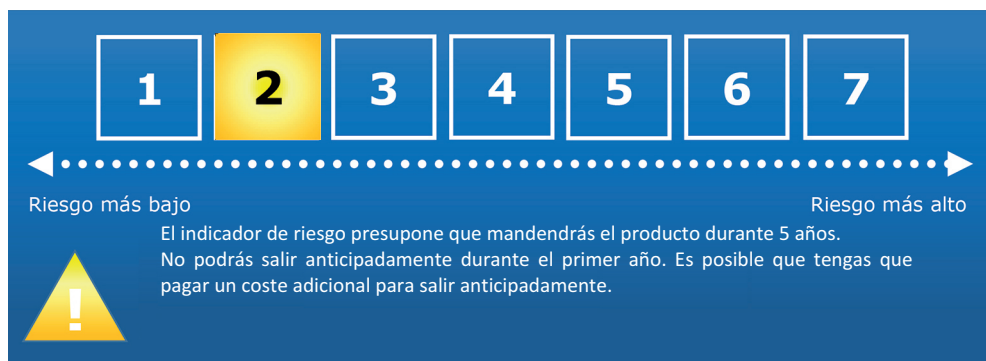 1 2 3 4 5 6 7
Riesgo más bajo Riesgo más alto
El indicador de riesgo presupone que mandendrás el producto durante 5 años.
No podrás salir anticipadamente durante el primer año. Es posible que tengas que
pagar un coste adicional para salir anticipadamente.
!